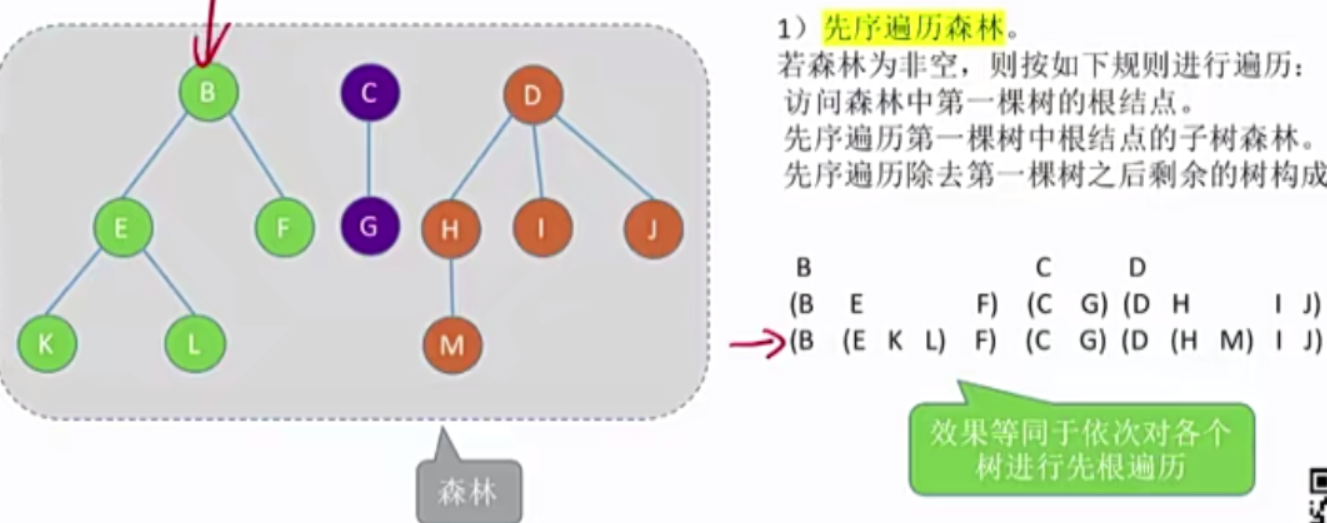 B C D
E F G H I J
K L M
森林
1）先序遍历森林。
若森林为非空，则按如下规则进行遍历：
访问森林中第一棵树的根结点。
先序遍历第一棵树中根结点的子树森林。
先序遍历除去第一棵树之后剩余的树构成
B C D
(B E F) (C G) (D H I J)
(B (E K L) F) (C G) (D (H M) I J)
效果等同于依次对各个
树进行先根遍历